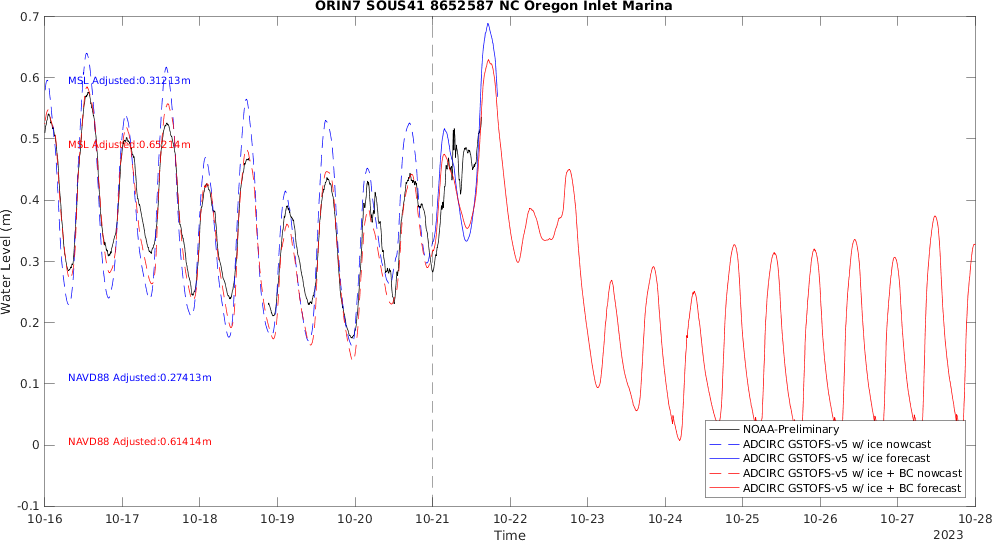 ORIN7 SOUS41 8652587 NC Oregon Inlet Marina
0.7
0.6
0.5
0.4
0.3
0.2
0.1
0
-0.1
Water Level (m)
MSL Adjusted:0.31213m
MSL Adjusted:0.65214m
NAVD88 Adjusted:0.27413m
NAVD88 Adjusted:0.61414m
NOAA-Preliminary
ADCIRC GSTOFS-v5 w/ ice nowcast
ADCIRC GSTOFS-v5 w/ ice forecast
ADCIRC GSTOFS-v5 w/ ice + BC nowcast
ADCIRC GSTOFS-v5 w/ ice + BC forecast
10-16 10-17 10-18 10-19 10-20 10-21 10-22 10-23 10-24 10-25 10-26 10-27 10-28
Time
2023